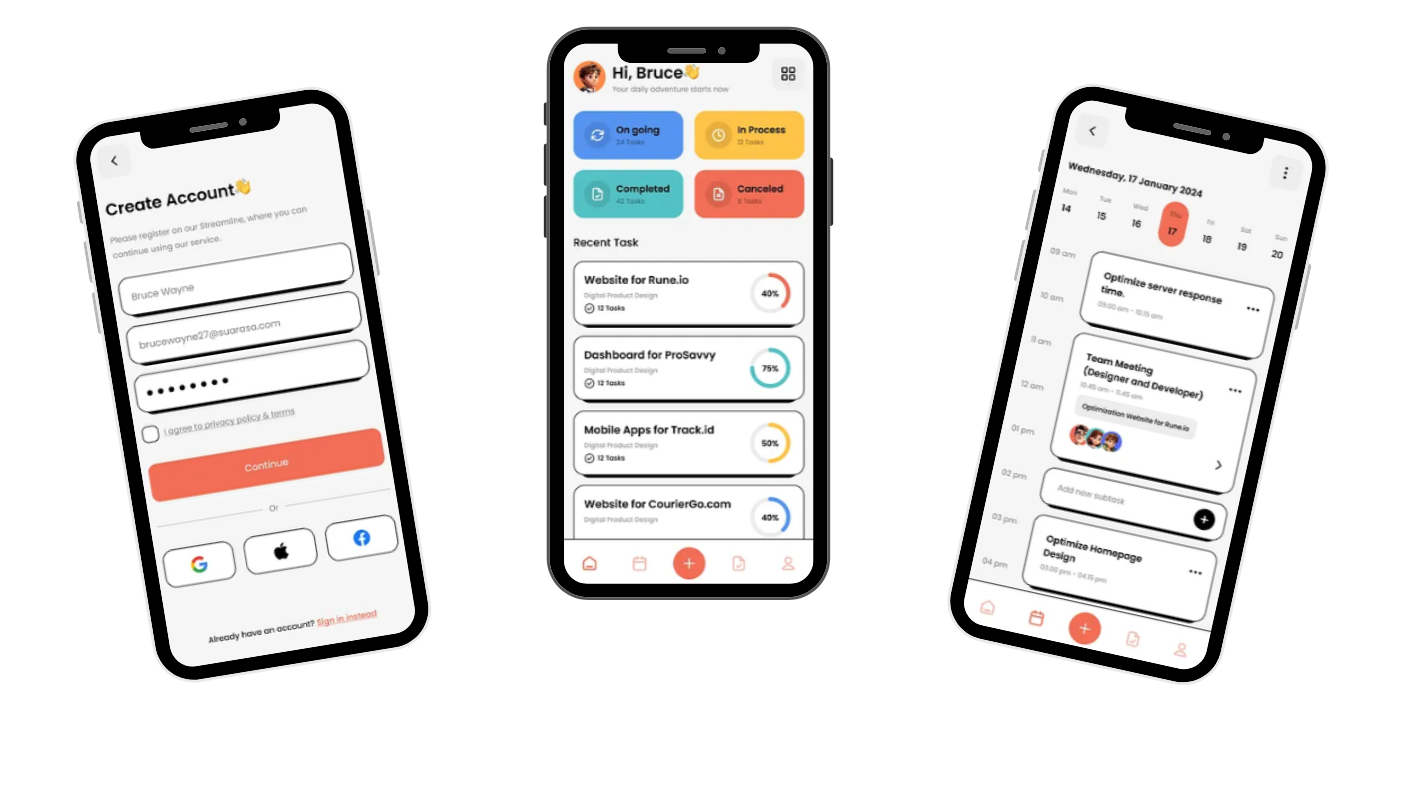 Create Account👋
Please register on our Streamline, where you can
continue using our service.
Bruce Wayne
brucewayne27@suarasa.com
I agree to privacy policy & terms
Continue
Or
Already have an account? Sign in instead
Hi, Bruce👋
Your daily adventure starts now
On going
24 Tasks
In Process
12 Tasks
Completed
42 Tasks
Canceled
8 Tasks
Recent Task
Website for Rune.io
Digital Product Design
12 Tasks
40%
Dashboard for ProSavvy
Digital Product Design
12 Tasks
75%
Mobile Apps for Track.id
Digital Product Design
12 Tasks
50%
Website for CourierGo.com
Digital Product Design
40%
Wednesday, 17 January 2024
Mon Tue Wed Thu Fri Sat Sun
14 15 16 17 18 19 20
09 am
Optimize server response
time.
09.00 am - 10.15 am
10 am
11 am
Team Meeting
(Designer and Developer)
10.45 am - 11.45 am
12 am
Optimization Website for Rune.io
01 pm
02 pm
Add new subtask
03 pm
Optimize Homepage
Design
03.00 pm - 04.15 pm
04 pm